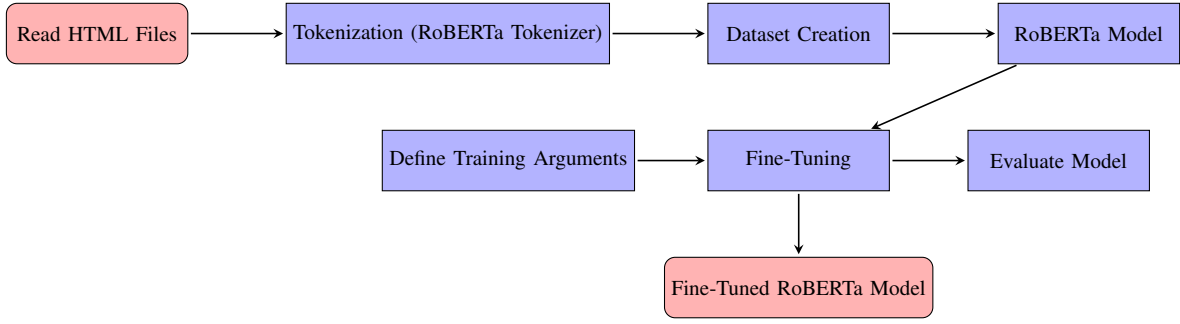 Read HTML Files
Tokenization (RoBERTa Tokenizer)
Dataset Creation
RoBERTa Model
Define Training Arguments
Fine-Tuning
Evaluate Model
Fine-Tuned RoBERTa Model